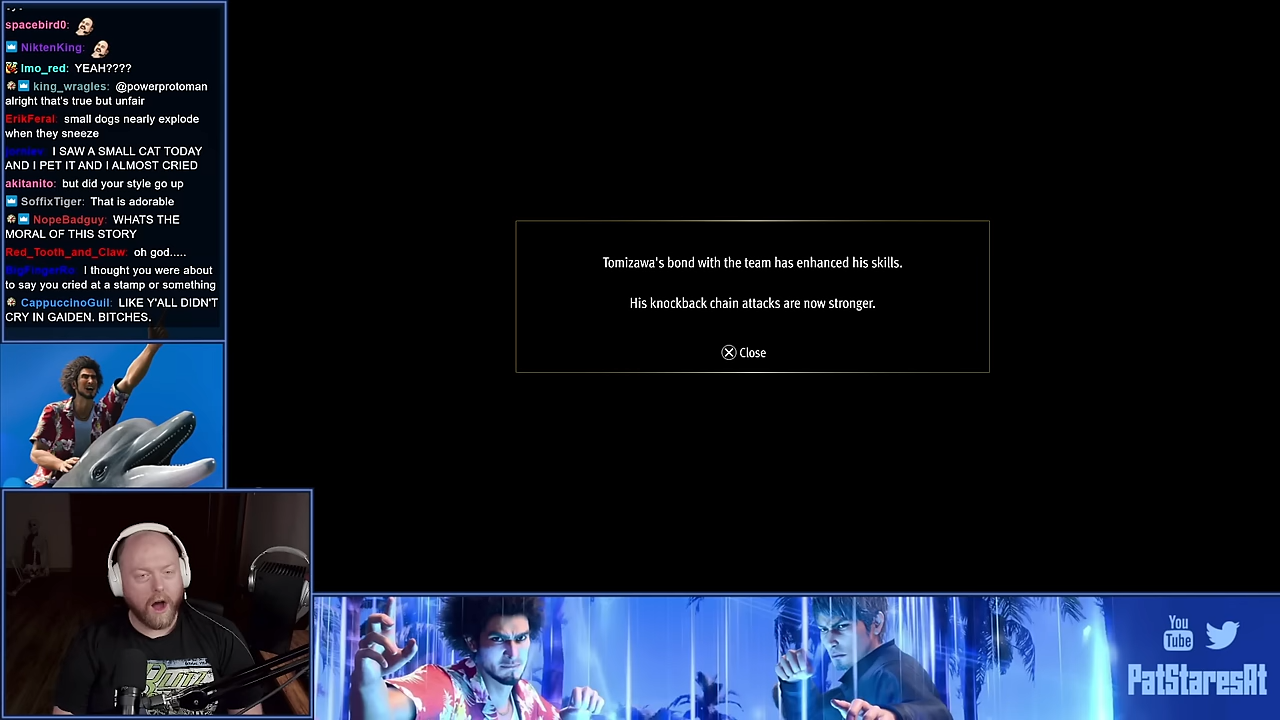 spacebird0:
NiktenKing:
lmo_red: YEAH????
king_wragles: @powerprotoman
alright that's true but unfair
ErikFeral: small dogs nearly explode
when they sneeze
I SAW A SMALL CAT TODAY
AND I PET IT AND I ALMOST CRIED
akitanito: but did your style go up
SoffixTiger: That is adorable
NopeBadguy: WHATS THE
MORAL OF THIS STORY
Red_Tooth_and_Claw: oh god.....
BigFingerRo: I thought you were about
to say you cried at a stamp or something
CappuccinoGuil: LIKE Y'ALL DIDN'T
CRY IN GAIDEN. BITCHES.
Tomizawa's bond with the team has enhanced his skills.
His knockback chain attacks are now stronger.
Close
You
Tube
PatStaresAt